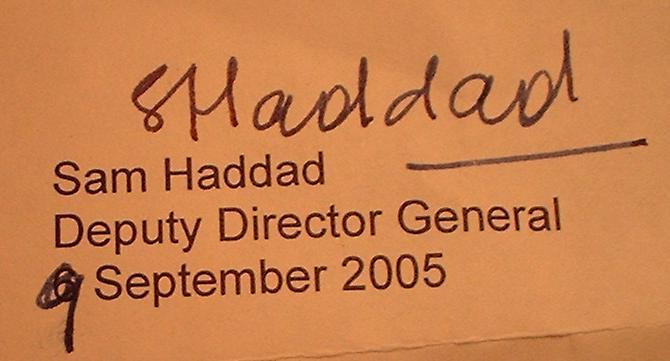 SHaddad
Sam Haddad
Deputy Director General
9 September 2005